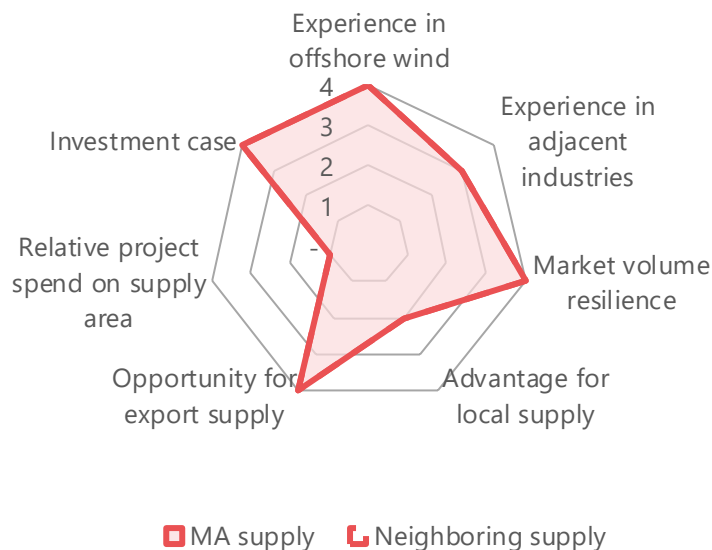 Experience in
offshore wind
Experience in
adjacent
industries
Market volume
resilience
Advantage for
local supply
Opportunity for
export supply
Relative project
spend on supply
area
Investment case
4
3
2
1
-
MA supply
Neighboring supply